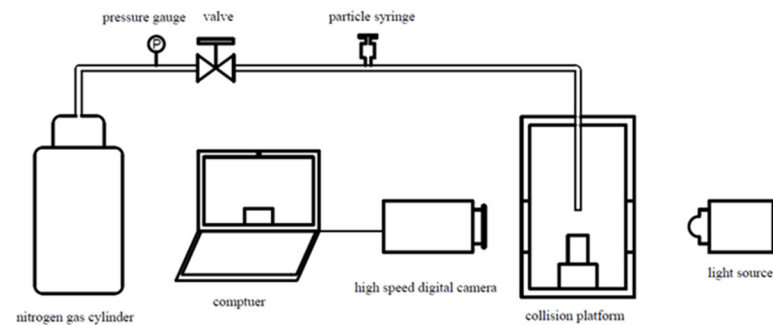 pressure gauge
valve
particle syringe
P
nitrogen gas cylinder
comptuer
high speed digital camera
collision platform
light source